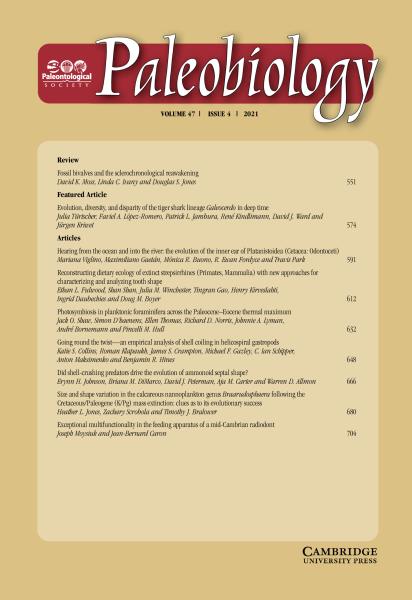 Paleontological
SOCIETY
Paleobiology
VOLUME 47 | ISSUE 4 | 2021
Review
Fossil bivalves and the sclerochronological reawakening
David K. Moss, Linda C. Ivany and Douglas S. Jones 551
Featured Article
Evolution, diversity, and disparity of the tiger shark lineage Galeocerdo in deep time
Julia Türtscher, Faviel A. López-Romero, Patrick L. Jambura, René Kindlimann, David J. Ward and
Jürgen Kriwet 574
Articles
Hearing from the ocean and into the river: the evolution of the inner ear of Platanistoidea (Cetacea: Odontoceti)
Mariana Viglino, Maximiliano Gaetán, Mónica R. Buono, R. Ewan Fordyce and Travis Park 591
Reconstructing dietary ecology of extinct strepsirrhines (Primates, Mammalia) with new approaches for
characterizing and analyzing tooth shape
Ethan L. Fulwood, Shan Shan, Julia M. Winchester, Tingran Gao, Henry Kirveslahti,
Ingrid Daubechies and Doug M. Boyer 612
Photosymbiosis in planktonic foraminifera across the Paleocene–Eocene thermal maximum
Jack O. Shaw, Simon D'haenens, Ellen Thomas, Richard D. Norris, Johnnie A. Lyman,
André Bornemann and Pincelli M. Hull 632
Going round the twist—an empirical analysis of shell coiling in helicospiral gastropods
Katie S. Collins, Roman Klapaukh, James S. Crampton, Michael F. Gazley, C. Ian Schipper,
Anton Maksimenko and Benjamin R. Hines 648
Did shell-crushing predators drive the evolution of ammonoid septal shape?
Brynn H. Johnson, Briana M. DiMarco, David J. Peterman, Aja M. Carter and Warren D. Allmon 666
Size and shape variation in the calcareous nannoplankton genus Braarudosphaera following the
Cretaceous/Paleogene (K/Pg) mass extinction: clues as to its evolutionary success
Heather L. Jones, Zachary Scrobola and Timothy J. Bralower 680
Exceptional multifunctionality in the feeding apparatus of a mid-Cambrian radiodont
Joseph Moysiuk and Jean-Bernard Caron 704
CAMBRIDGE
UNIVERSITY PRESS